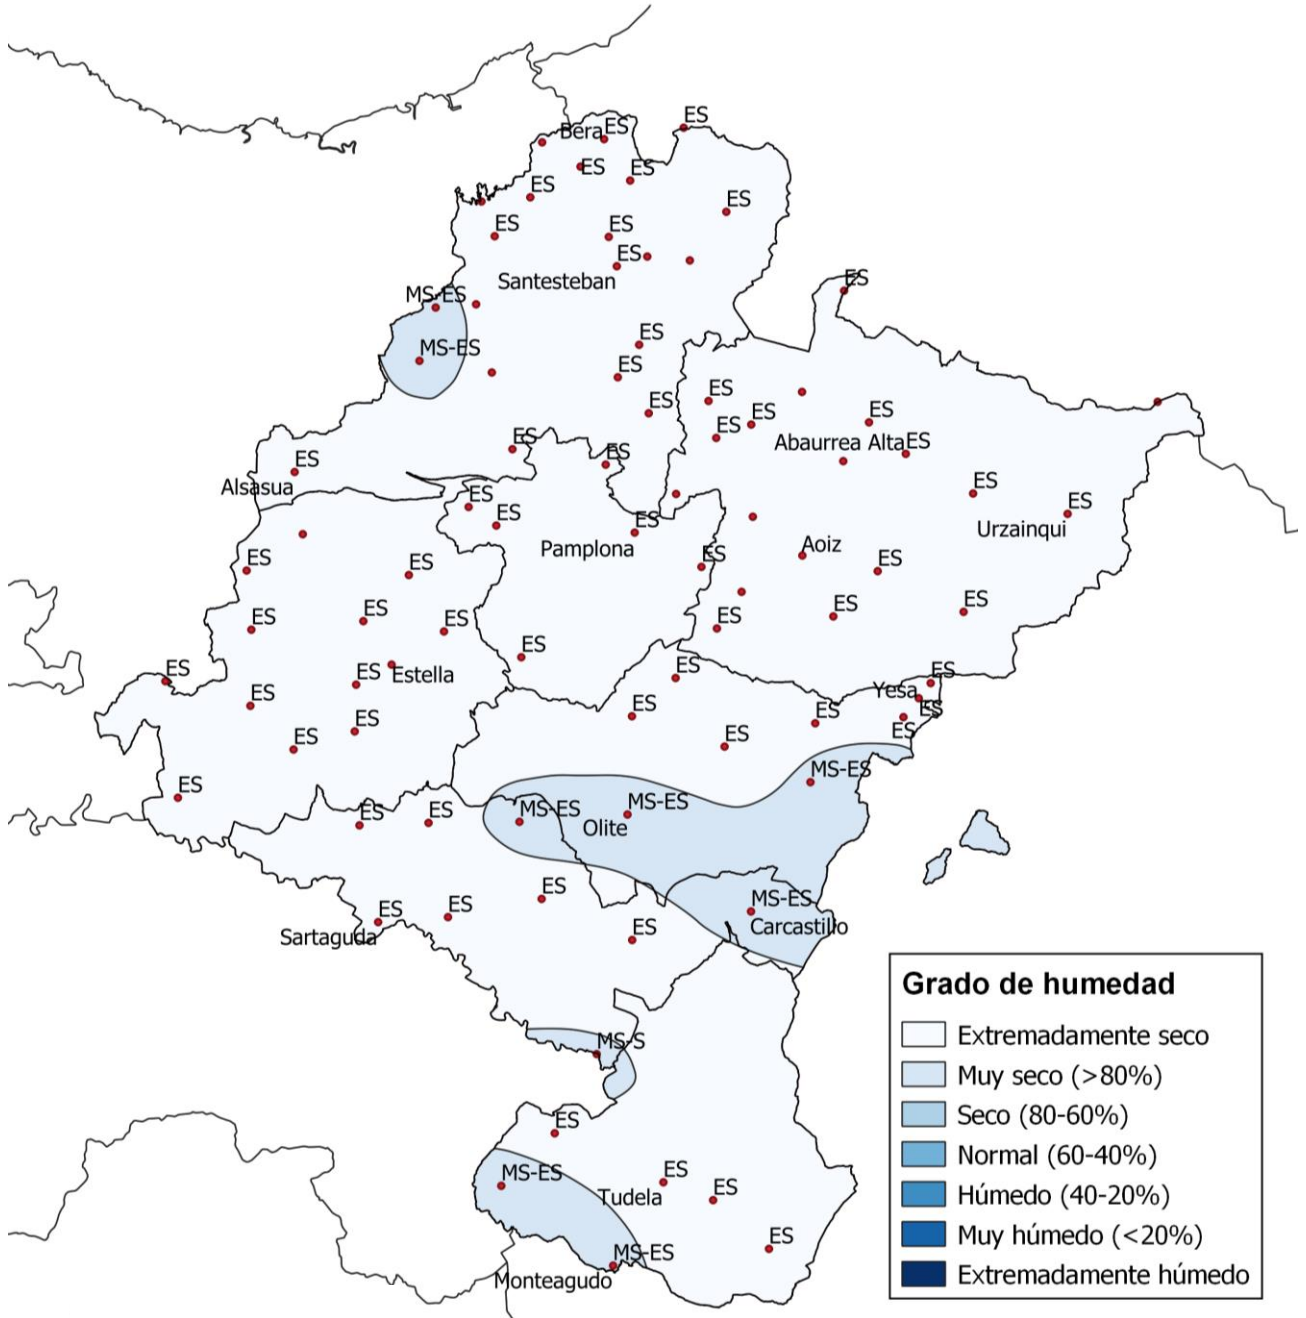 ES
Bera
ES
ES
ES
ES
ES
ES
ES
ES
Santesteban
ES
MS-ES
MS-ES
ES
ES
ES
ES
ES
ES
ES
ES
Abaurrea Alta
ES
ES
ES
ES
Alsasua
ES
ES
Urzainqui
ES
ES
ES
Pamplona
Aoiz
ES
ES
ES
ES
ES
ES
ES
ES
ES
ES
ES
ES
ES
ES
Estella
ES
Yesa
ES
ES
ES
ES
ES
ES
ES
ES
ES
MS-ES
ES
ES
ES
MS-ES
MS-ES
Olite
ES
MS-ES
Carcastillo
ES
ES
Sartaguda
ES
MS-S
ES
MS-ES
ES
Tudela
ES
ES
MS-ES
Monteagudo
Grado de humedad
Extremadamente seco
Muy seco (>80%)
Seco (80-60%)
Normal (60-40%)
Húmedo (40-20%)
Muy húmedo (<20%)
Extremadamente húmedo